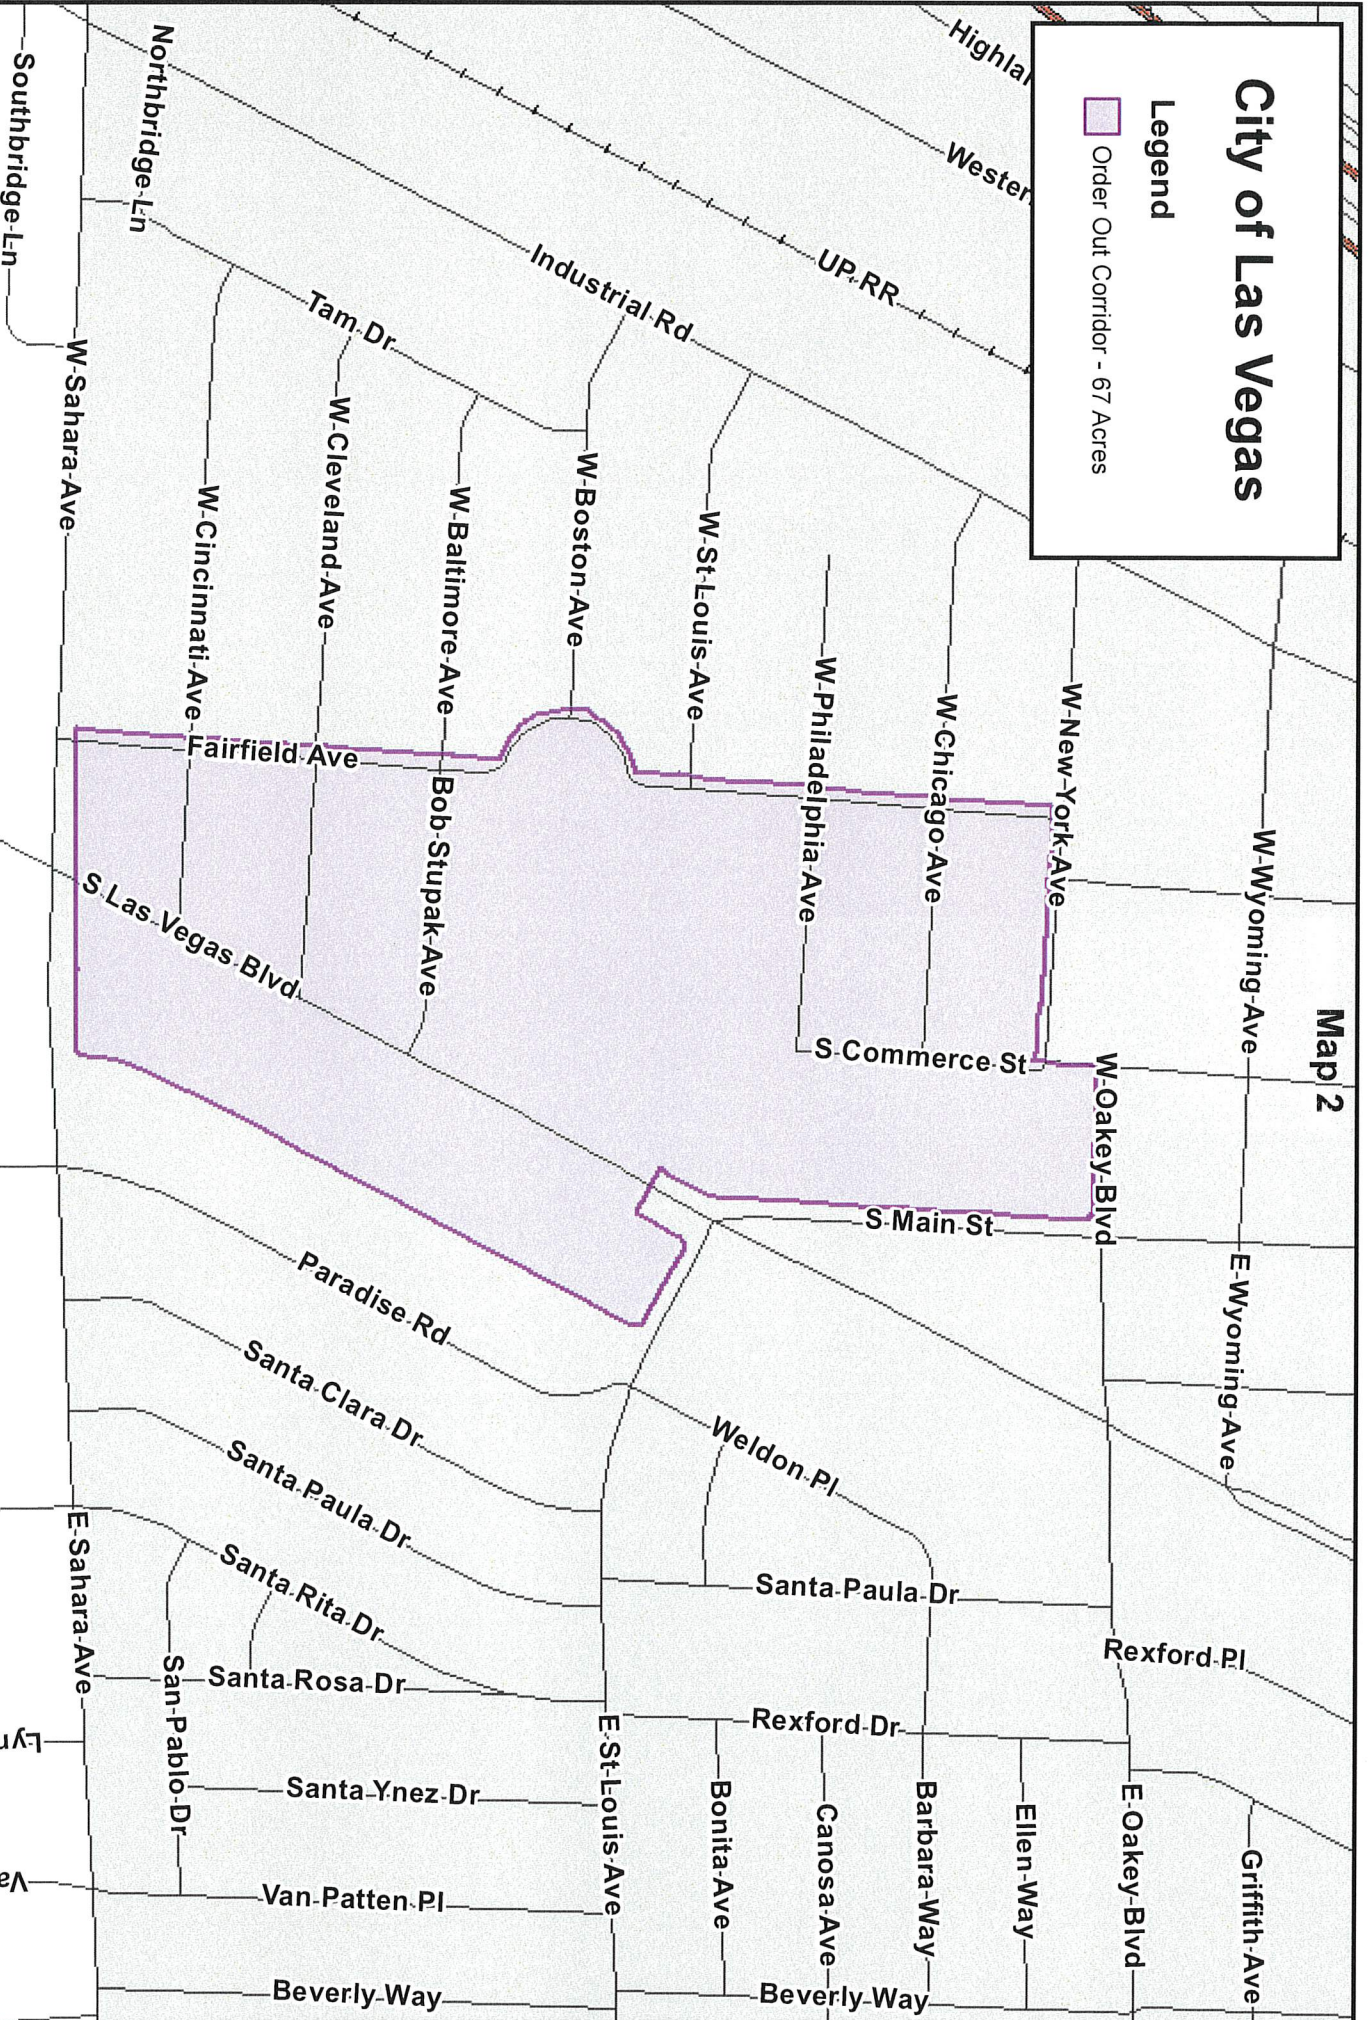 Map 2
City of Las Vegas
Legend
Order Out Corridor - 67 Acres
Highla
Wester
UP RR
Industrial Rd
Tam Dr
Northbridge Ln
Southbridge Ln
W Wyoming Ave
E Wyoming Ave
W New York Ave
W Oakey Blvd
E Oakey Blvd
W Chicago Ave
W Philadelphia Ave
W St Louis Ave
W Boston Ave
W Baltimore Ave
Bob Stupak Ave
W Cleveland Ave
W Cincinnati Ave
W Sahara Ave
E Sahara Ave
Fairfield Ave
S Las Vegas Blvd
S Commerce St
S Main St
Paradise Rd
Santa Clara Dr
Santa Paula Dr
Santa Rita Dr
Santa Rosa Dr
San Pablo Dr
Santa Ynez Dr
Van Patten Pl
Beverly Way
Weldon Pl
Santa Paula Dr
Rexford Pl
Rexford Dr
E St Louis Ave
Bonita Ave
Canosa Ave
Barbara Way
Ellen Way
Griffith Ave
Beverly Way
Lyn
Va